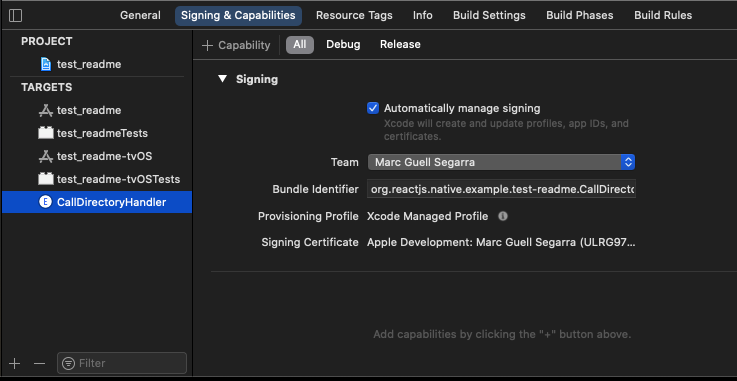 General Signing & Capabilities Resource Tags Info Build Settings Build Phases Build Rules
PROJECT
test_readme
TARGETS
test_readme
test_readmeTests
test_readme-tvOS
test_readme-tvOSTests
CallDirectoryHandler
Filter
+ Capability All Debug Release
Signing
Automatically manage signing
Xcode will create and update profiles, app IDs, and
certificates.
Team Marc Guell Segarra
Bundle Identifier org.reactjs.native.example.test-readme.CallDirecto
Provisioning Profile Xcode Managed Profile
Signing Certificate Apple Development: Marc Guell Segarra (ULRG97...
Add capabilities by clicking the "+" button above.